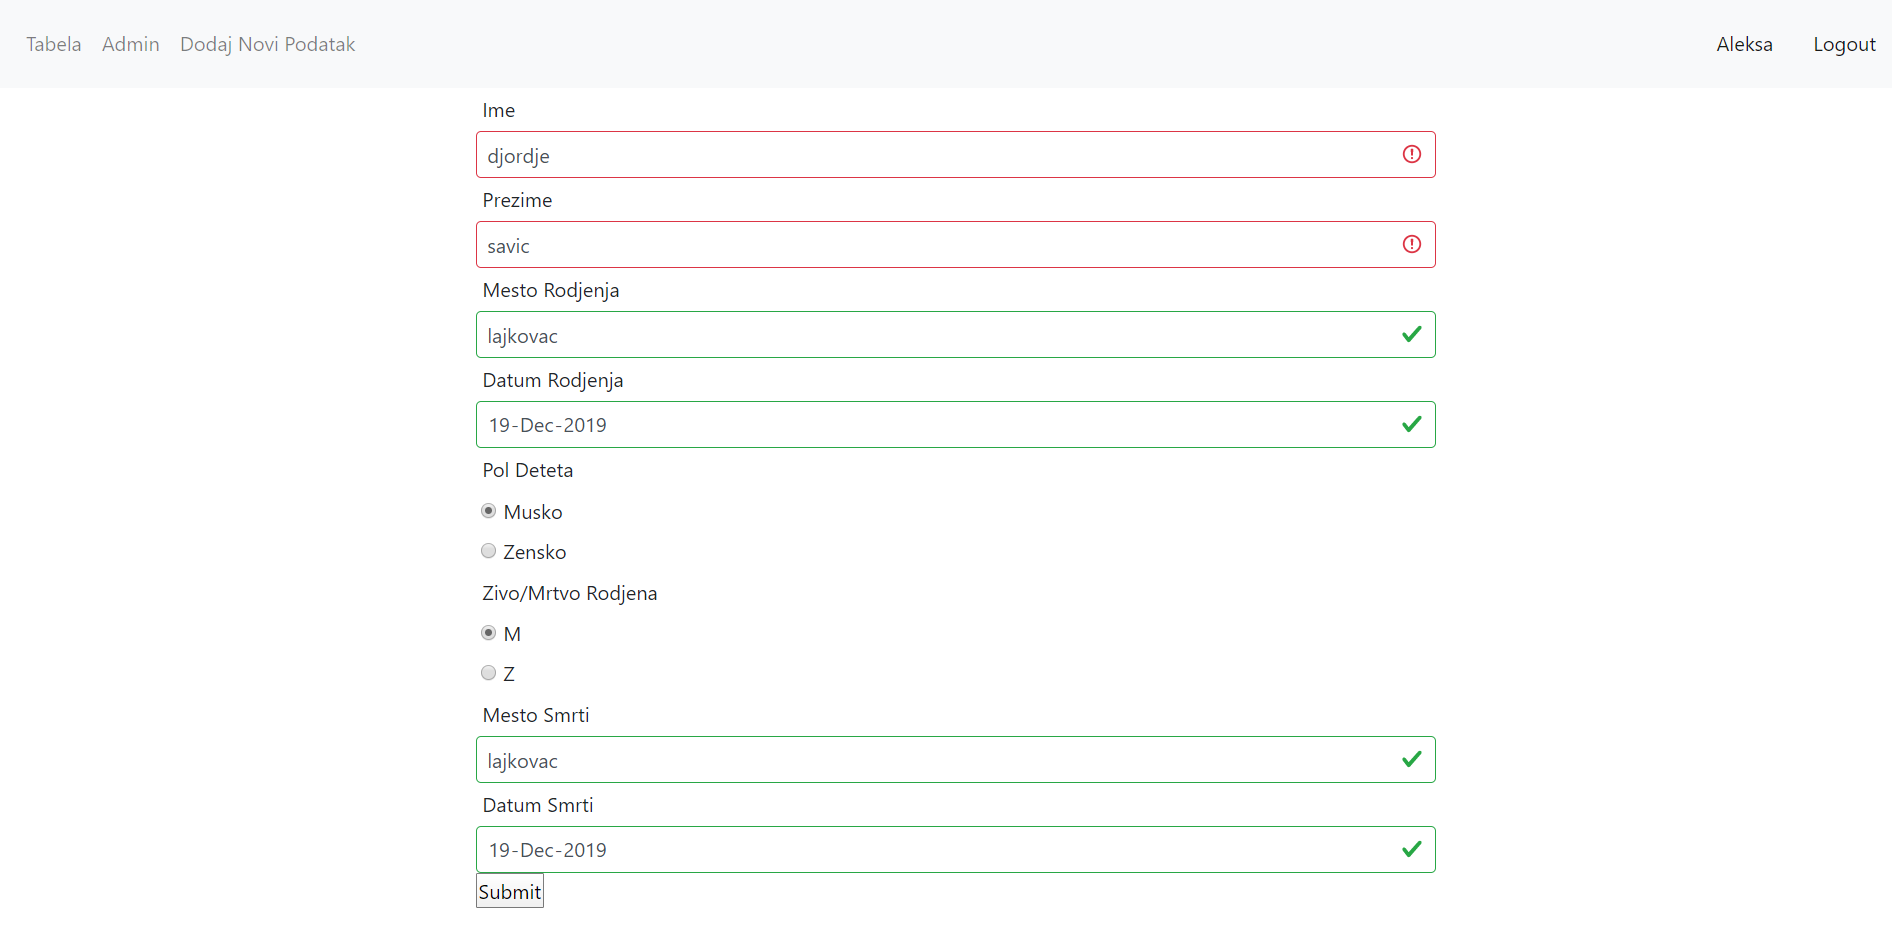 Tabela Admin Dodaj Novi Podatak Aleksa Logout
Ime
djordje
Prezime
savic
Mesto Rodjenja
lajkovac
Datum Rodjenja
19-Dec-2019
Pol Deteta
Musko
Zensko
Zivo/Mrtvo Rodjena
M
Z
Mesto Smrti
lajkovac
Datum Smrti
19-Dec-2019
Submit